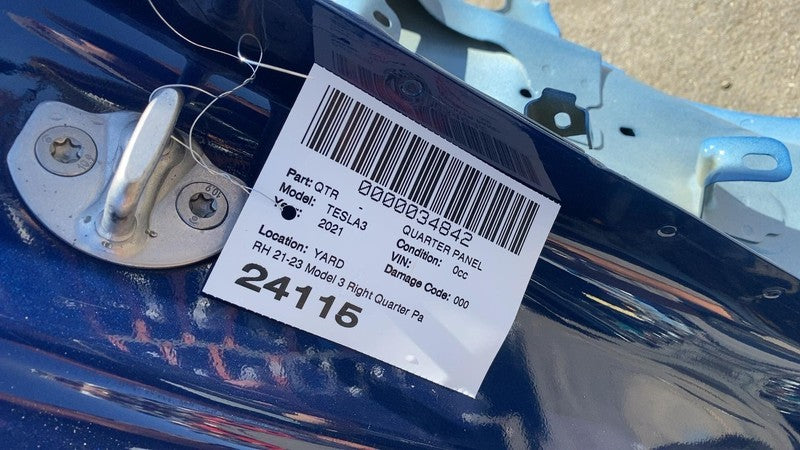 0000034842
Part: QTR - QUARTER PANEL
Model: TESLA3 Condition: 0cc
Year: 2021 VIN:
Damage Code: 000
Location: YARD
RH 21-23 Model 3 Right Quarter Pa
24115